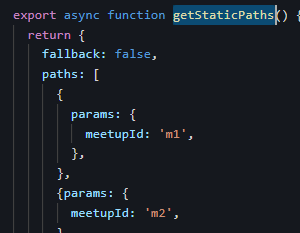 export async function getStaticPaths() {
return {
fallback: false,
paths: [
{
params: {
meetupId: 'm1',
},
},
{params: {
meetupId: 'm2',
}